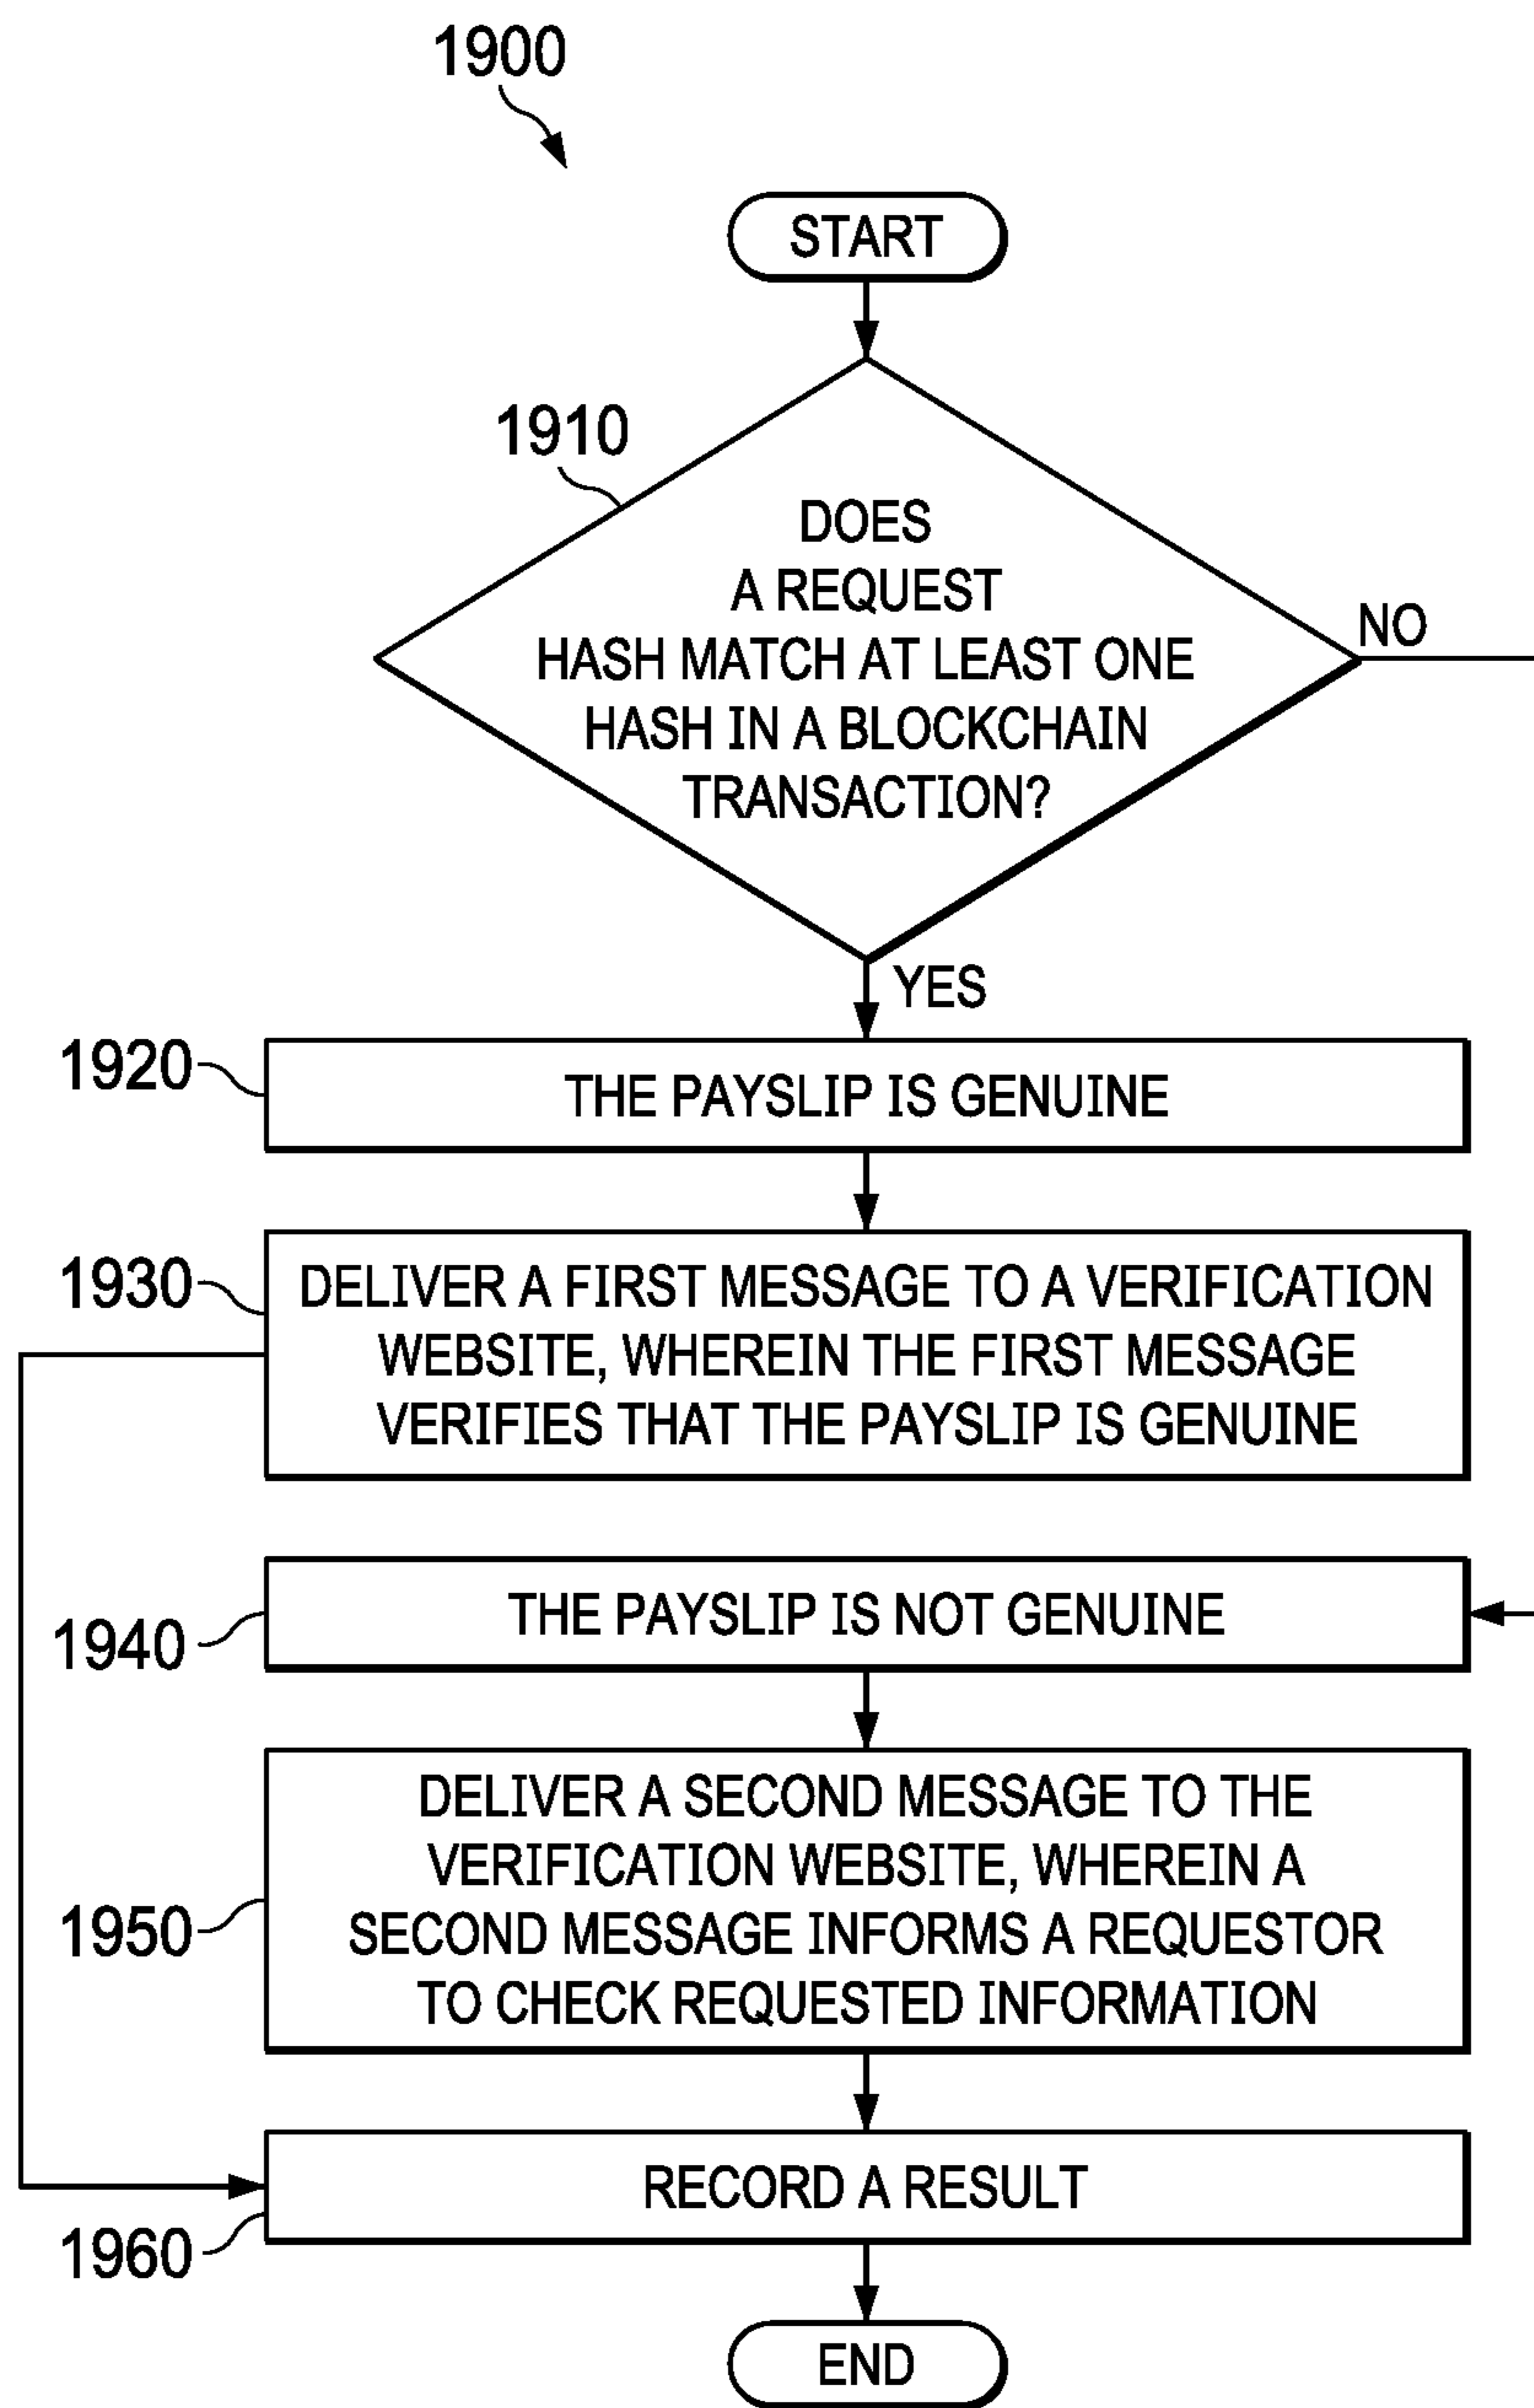 1900
START
1910
DOES
A REQUEST
HASH MATCH AT LEAST ONE
HASH IN A BLOCKCHAIN
TRANSACTION?
NO
YES
1920
THE PAYSLIP IS GENUINE
1930
DELIVER A FIRST MESSAGE TO A VERIFICATION
WEBSITE, WHEREIN THE FIRST MESSAGE
VERIFIES THAT THE PAYSLIP IS GENUINE
1940
THE PAYSLIP IS NOT GENUINE
1950
DELIVER A SECOND MESSAGE TO THE
VERIFICATION WEBSITE, WHEREIN A
SECOND MESSAGE INFORMS A REQUESTOR
TO CHECK REQUESTED INFORMATION
1960
RECORD A RESULT
END